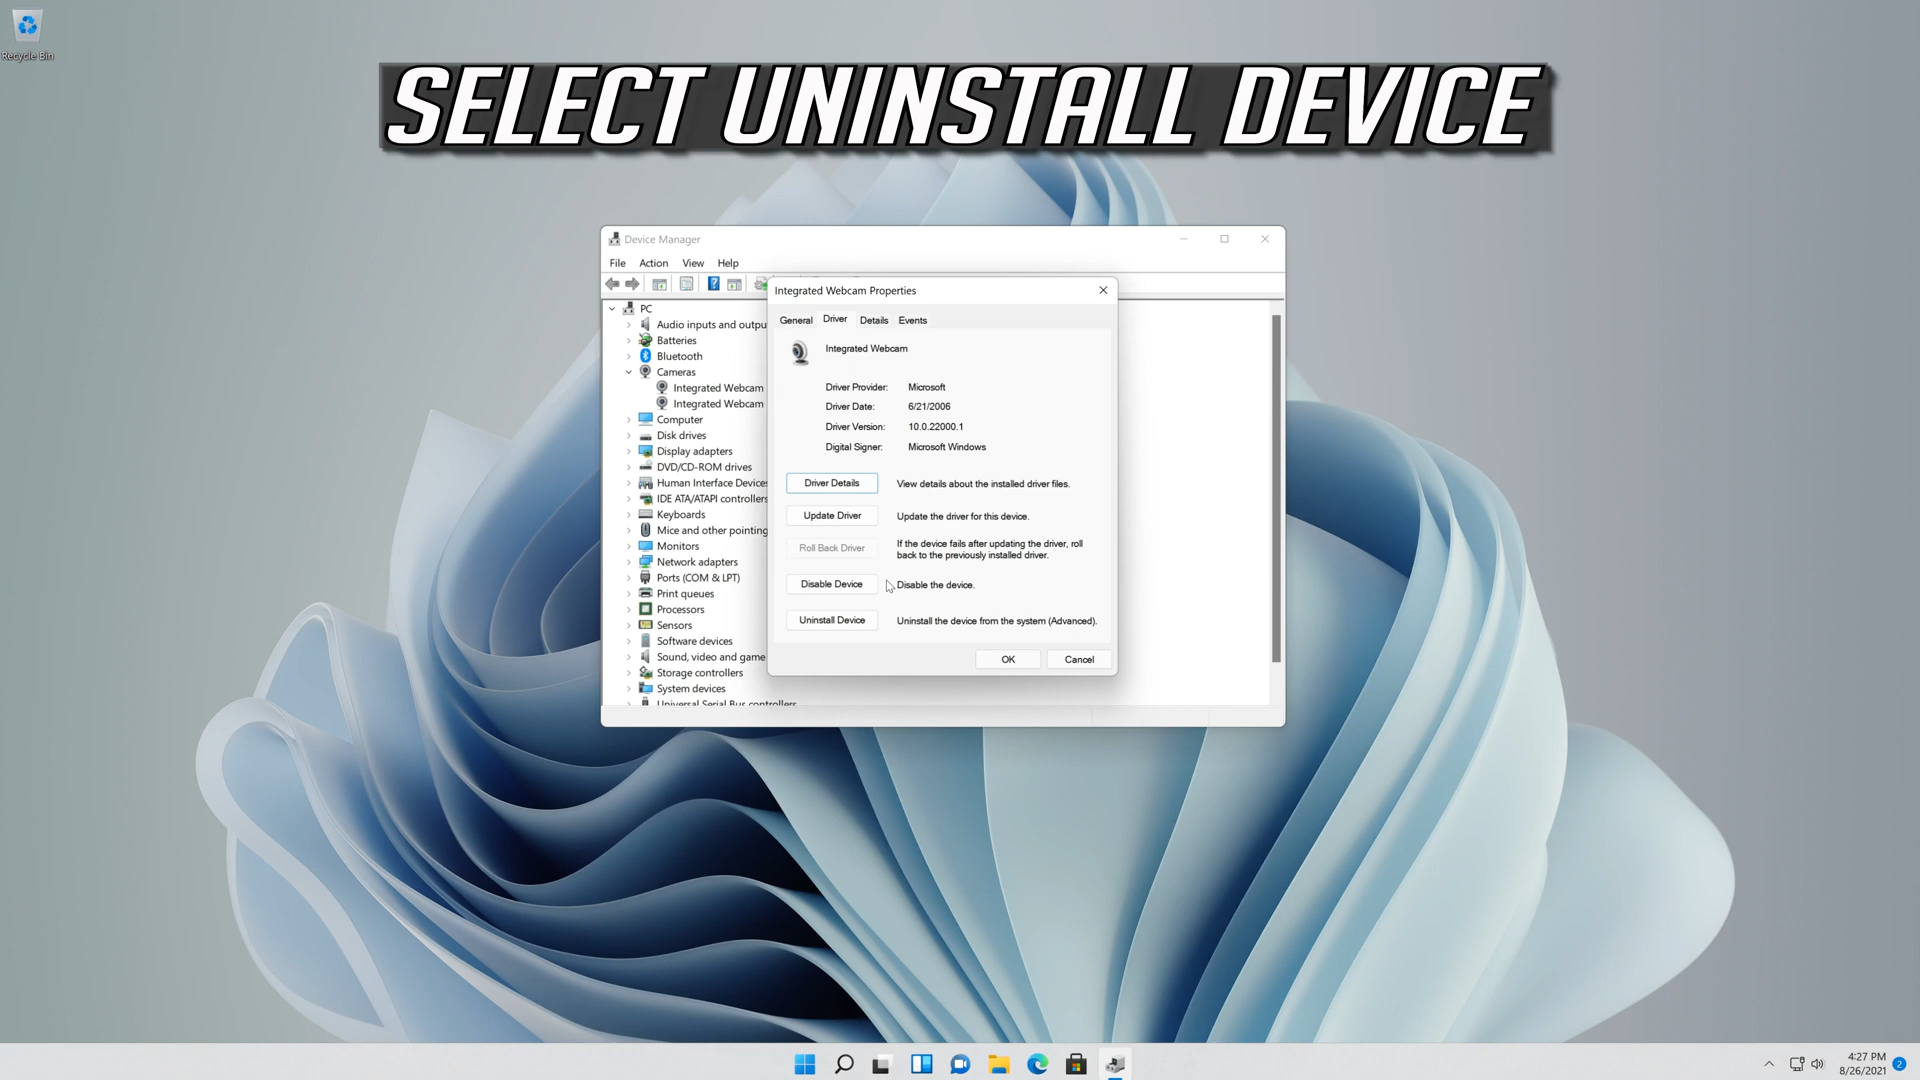 Recycle Bin
SELECT UNINSTALL DEVICE
Device Manager
File Action View Help
PC
Audio inputs and outpu
Batteries
Bluetooth
Cameras
Integrated Webcam
Integrated Webcam
Computer
Disk drives
Display adapters
DVD/CD-ROM drives
Human Interface Devices
IDE ATA/ATAPI controllers
Keyboards
Mice and other pointing
Monitors
Network adapters
Ports (COM & LPT)
Print queues
Processors
Sensors
Software devices
Sound, video and game
Storage controllers
System devices
Universal Serial Bus controllers
Integrated Webcam Properties
General Driver Details Events
Integrated Webcam
Driver Provider: Microsoft
Driver Date: 6/21/2006
Driver Version: 10.0.22000.1
Digital Signer: Microsoft Windows
Driver Details View details about the installed driver files.
Update Driver Update the driver for this device.
Roll Back Driver If the device fails after updating the driver, roll
back to the previously installed driver.
Disable Device Disable the device.
Uninstall Device Uninstall the device from the system (Advanced).
OK Cancel
4:27 PM
8/26/2021
2